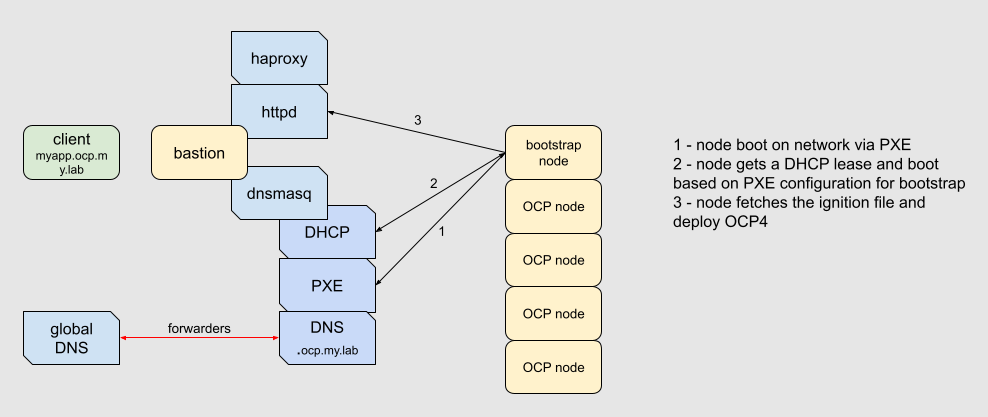 haproxy
httpd
client
myapp.ocp.m
y.lab
bastion
dnsmasq
DHCP
PXE
DNS
.ocp.my.lab
global
DNS
forwarders
3
2
1
bootstrap
node
OCP node
OCP node
OCP node
OCP node
1 - node boot on network via PXE
2 - node gets a DHCP lease and boot
based on PXE configuration for bootstrap
3 - node fetches the ignition file and
deploy OCP4